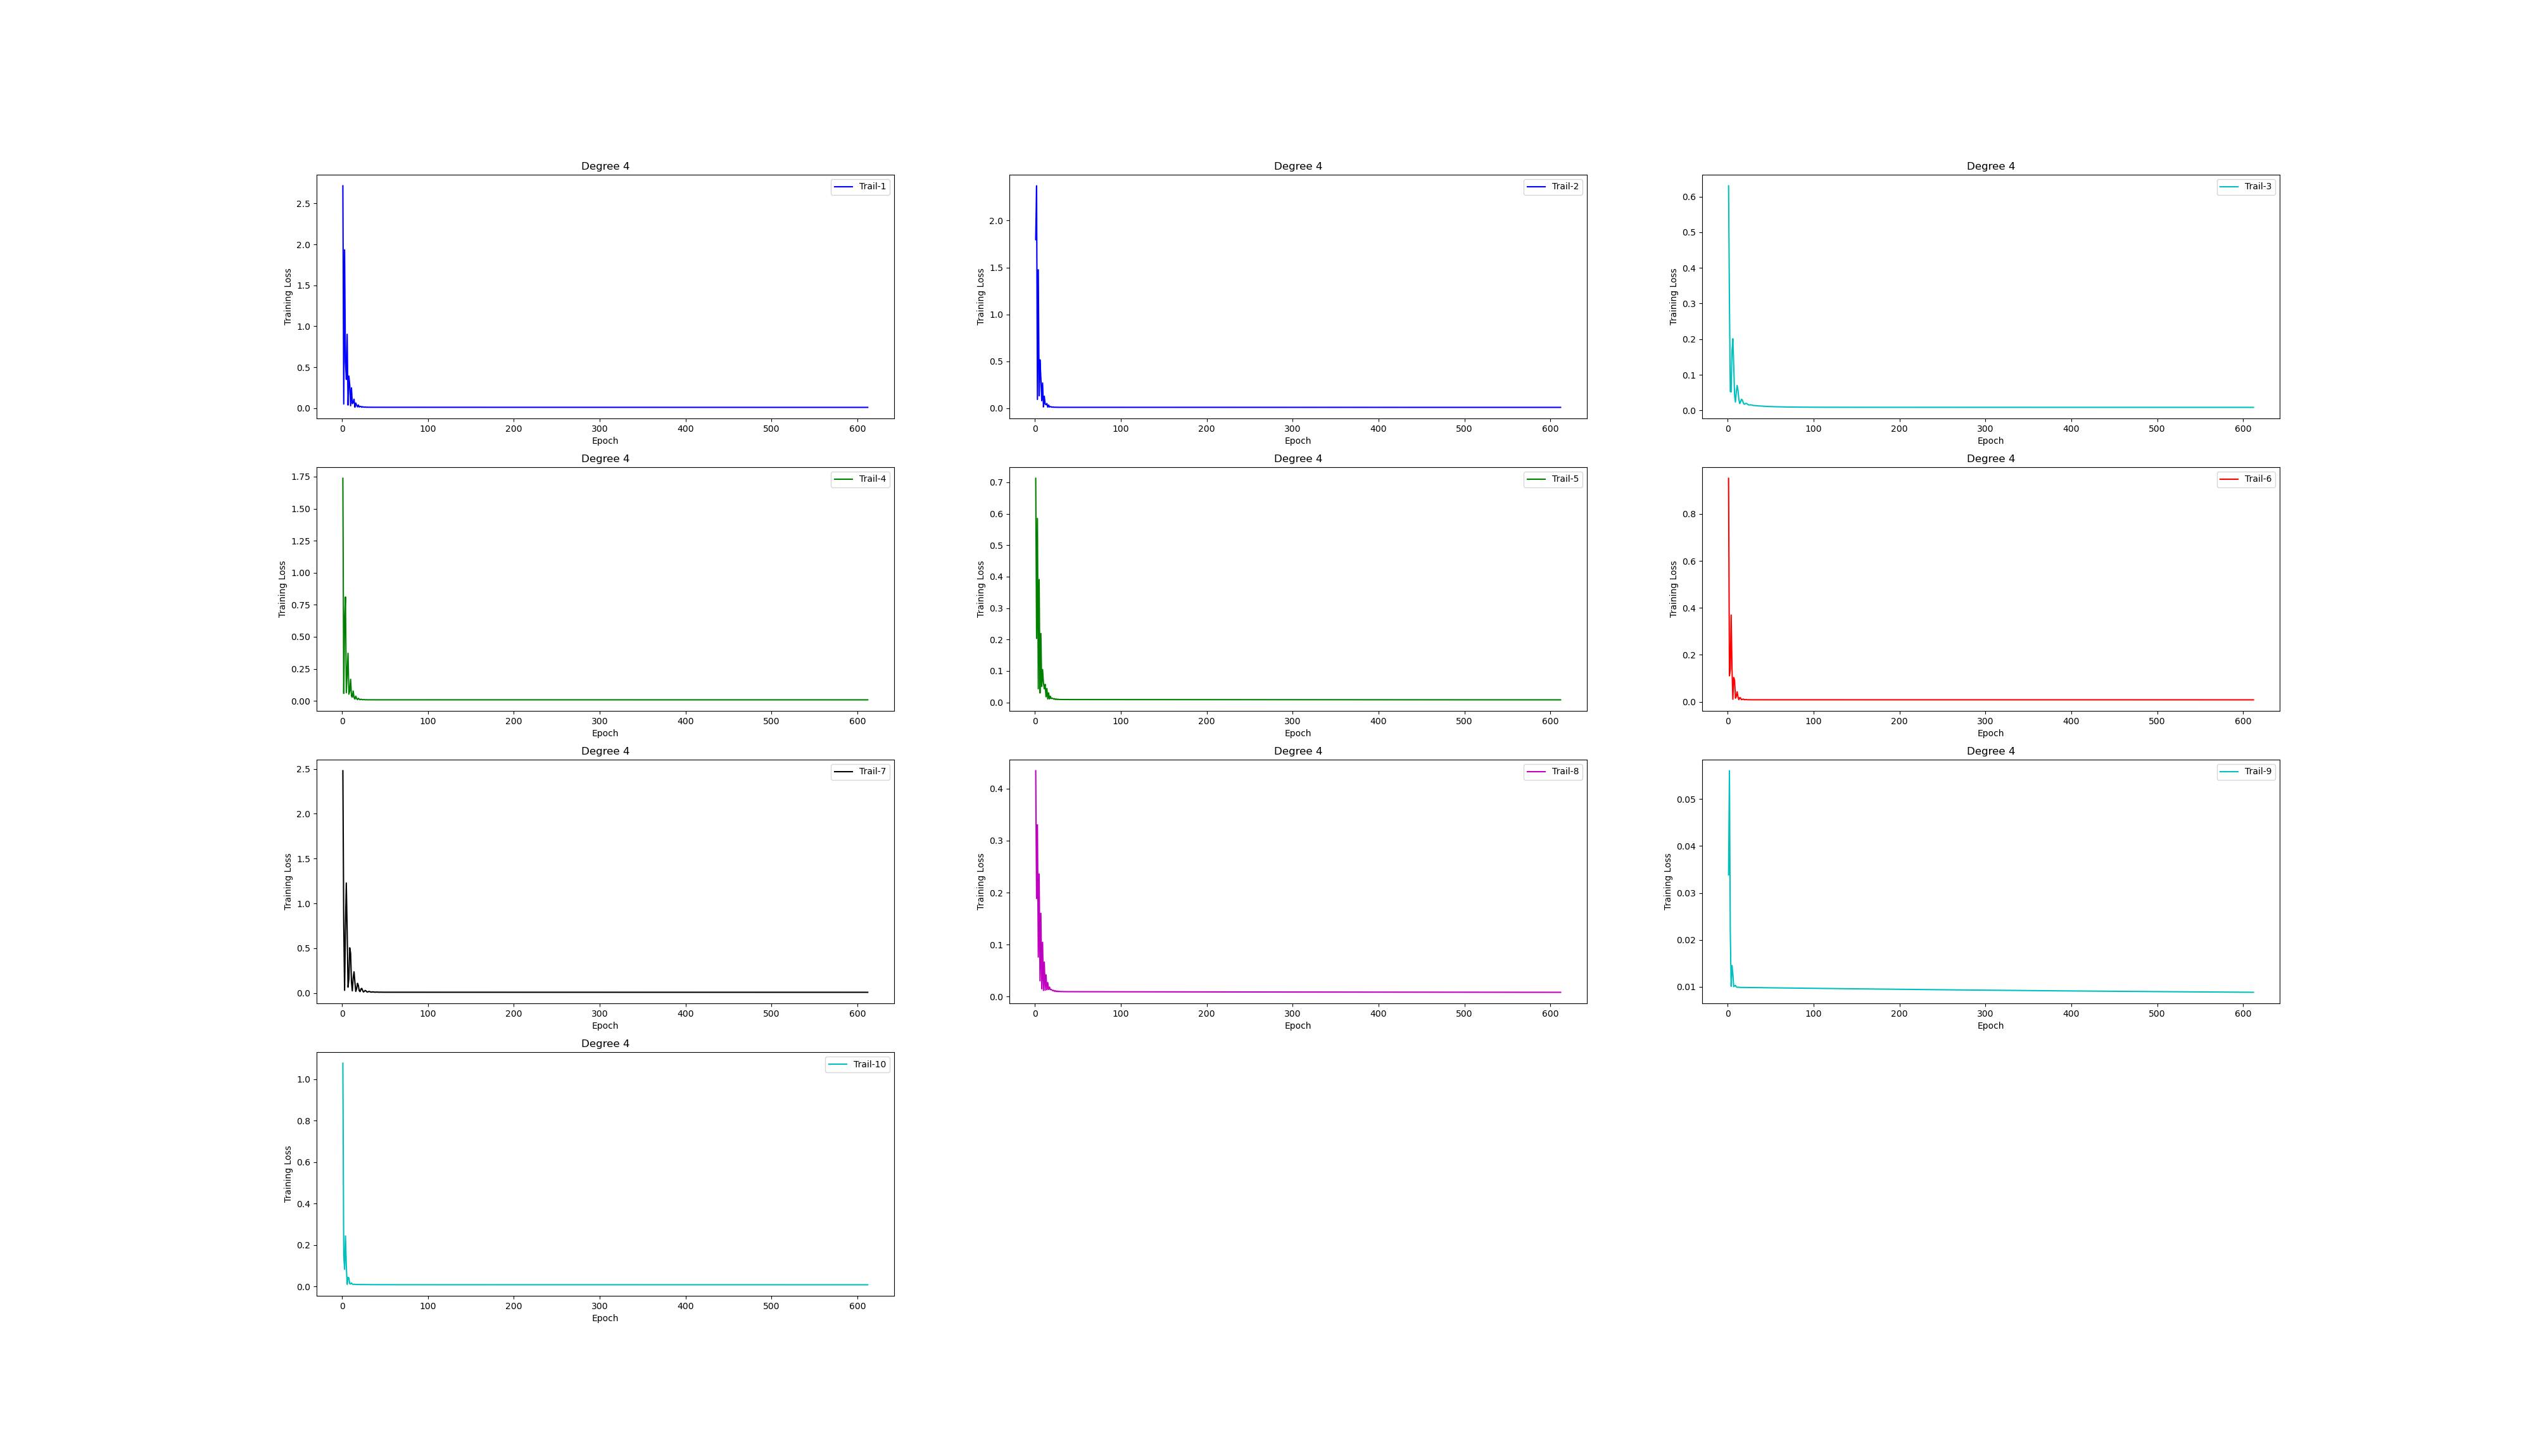 Degree 4
Trail-1
2.5
2.0
1.5
1.0
0.5
0.0
Training Loss
0 100 200 300 400 500 600
Epoch
Degree 4
Trail-2
2.0
1.5
1.0
0.5
0.0
Training Loss
0 100 200 300 400 500 600
Epoch
Degree 4
Trail-3
0.6
0.5
0.4
0.3
0.2
0.1
0.0
Training Loss
0 100 200 300 400 500 600
Epoch
Degree 4
Trail-4
1.75
1.50
1.25
1.00
0.75
0.50
0.25
0.00
Training Loss
0 100 200 300 400 500 600
Epoch
Degree 4
Trail-5
0.7
0.6
0.5
0.4
0.3
0.2
0.1
0.0
Training Loss
0 100 200 300 400 500 600
Epoch
Degree 4
Trail-6
0.8
0.6
0.4
0.2
0.0
Training Loss
0 100 200 300 400 500 600
Epoch
Degree 4
Trail-7
2.5
2.0
1.5
1.0
0.5
0.0
Training Loss
0 100 200 300 400 500 600
Epoch
Degree 4
Trail-8
0.4
0.3
0.2
0.1
0.0
Training Loss
0 100 200 300 400 500 600
Epoch
Degree 4
Trail-9
0.05
0.04
0.03
0.02
0.01
Training Loss
0 100 200 300 400 500 600
Epoch
Degree 4
Trail-10
1.0
0.8
0.6
0.4
0.2
0.0
Training Loss
0 100 200 300 400 500 600
Epoch